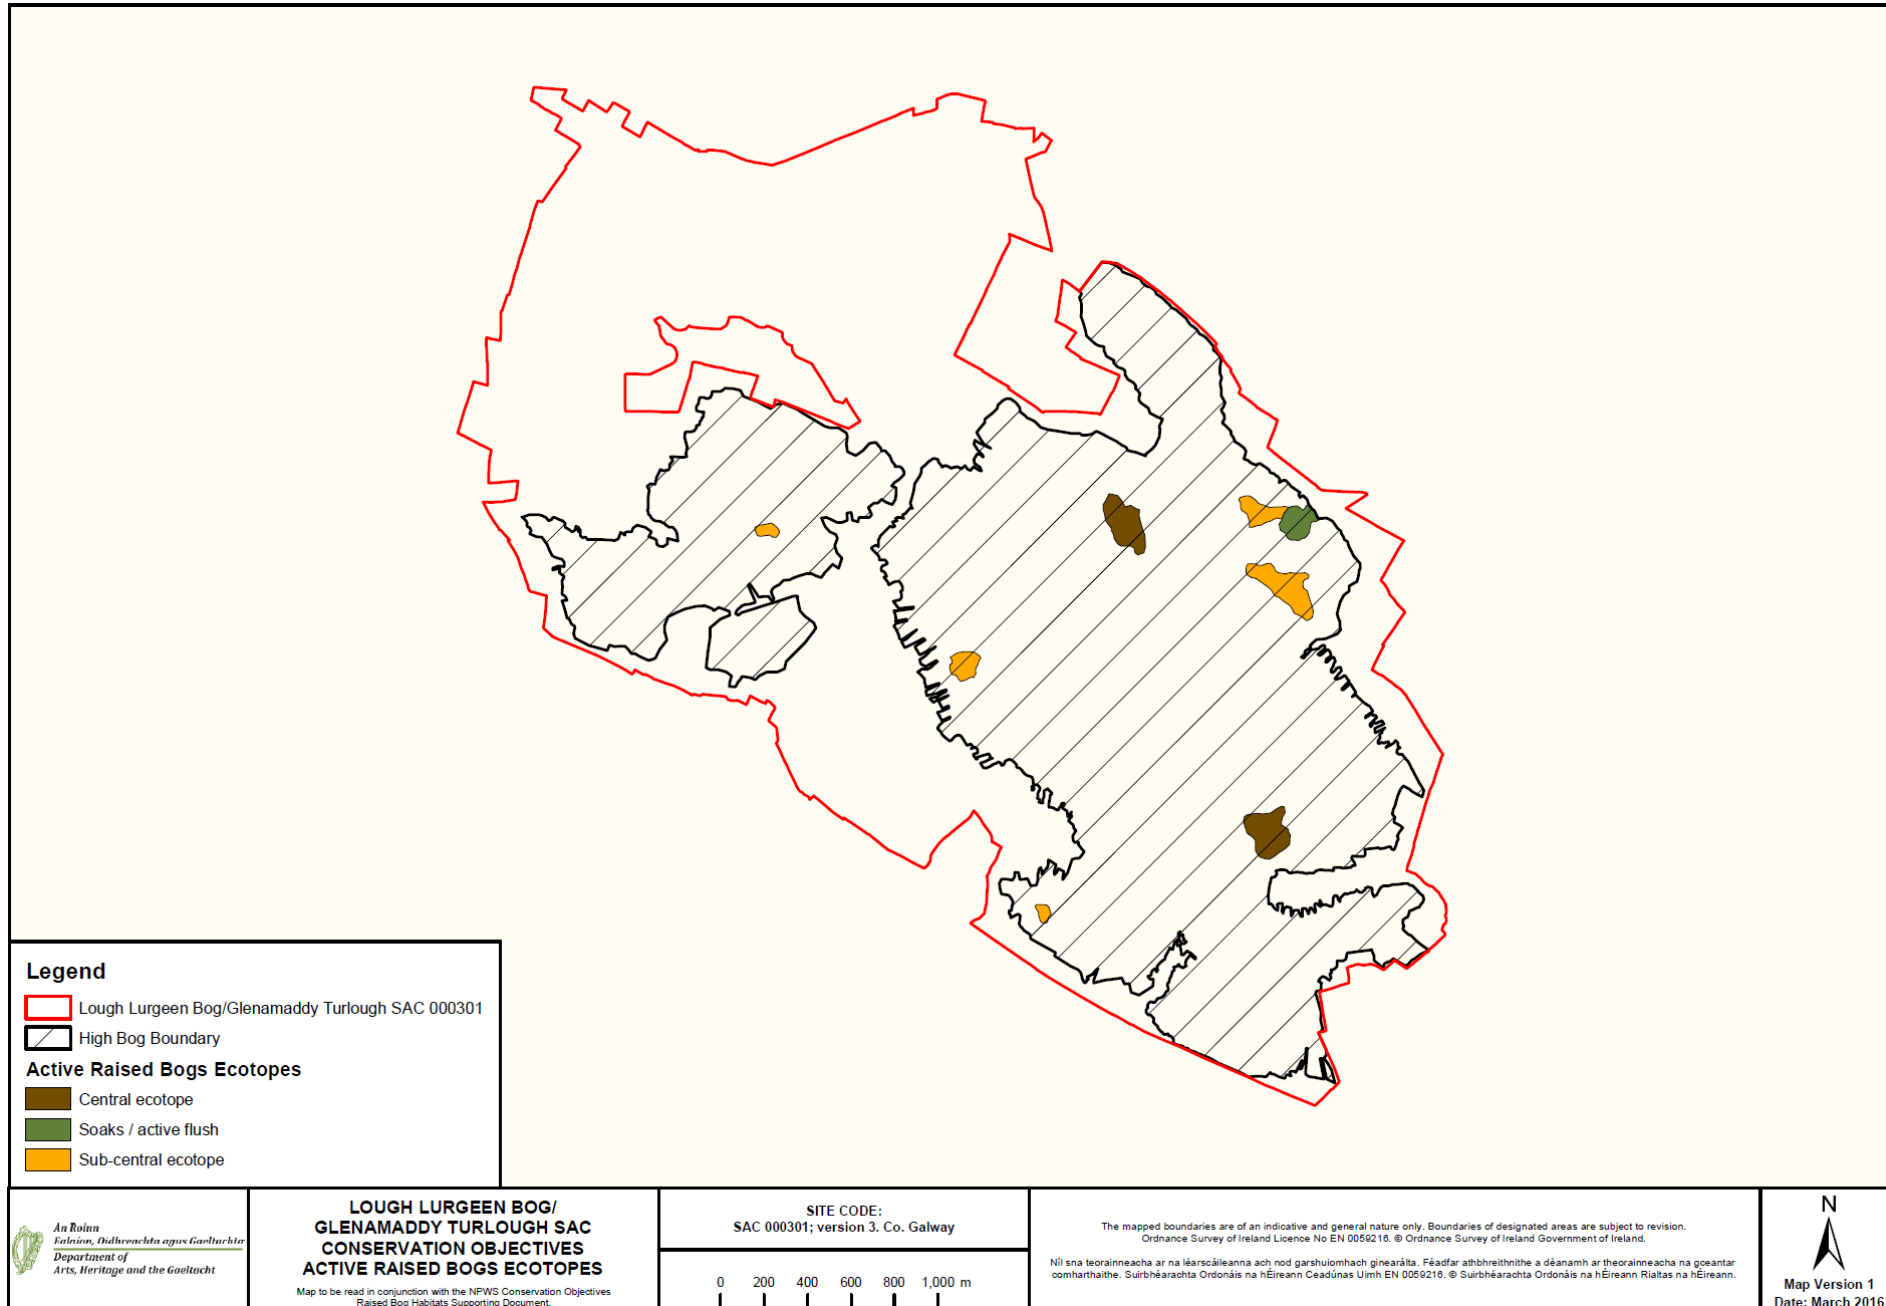 Legend
Lough Lurgeen Bog/Glenamaddy Turlough SAC 000301
High Bog Boundary
Active Raised Bogs Ecotopes
Central ecotope
Soaks / active flush
Sub-central ecotope
An Roinn
Ealaíon, Oidhreachta agus Gaeltachta
Department of
Arts, Heritage and the Gaeltacht
LOUGH LURGEEN BOG/
GLENAMADDY TURLOUGH SAC
CONSERVATION OBJECTIVES
ACTIVE RAISED BOGS ECOTOPES
Map to be read in conjunction with the NPWS Conservation Objectives
Raised Bog Habitats Supporting Document.
SITE CODE:
SAC 000301; version 3. Co. Galway
0 200 400 600 800 1,000 m
The mapped boundaries are of an indicative and general nature only. Boundaries of designated areas are subject to revision.
Ordnance Survey of Ireland Licence No EN 0059216. © Ordnance Survey of Ireland Government of Ireland.
Níl sna teorainneacha ar na léarscáileanna ach nod garshuiomhach ginearálta. Féadfar athbhreithnithe a déanamh ar theorainneacha na gceantar
comharthaithe. Suirbhéarachta Ordonáis na hÉireann Ceadúnas Uimh EN 0059216. © Suirbhéarachta Ordonáis na hÉireann Rialtas na hÉireann.
N
Map Version 1
Date: March 2016